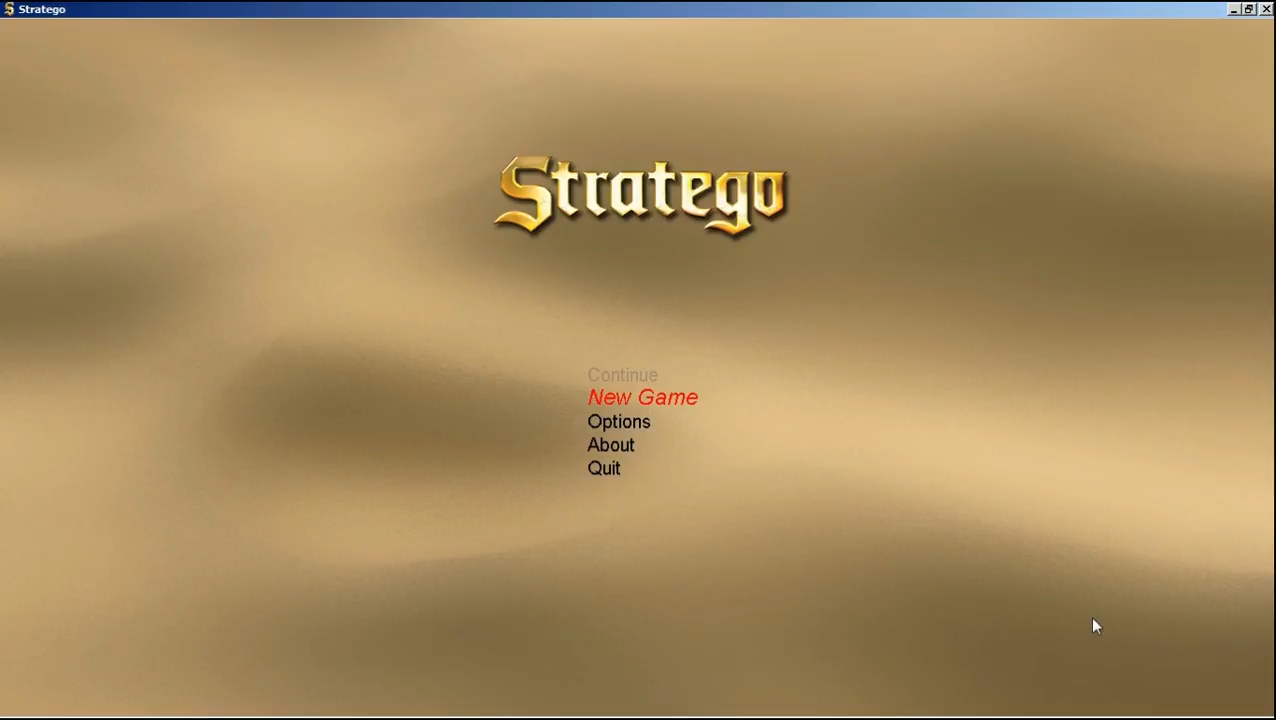 Stratego
Stratego
Continue
New Game
Options
About
Quit